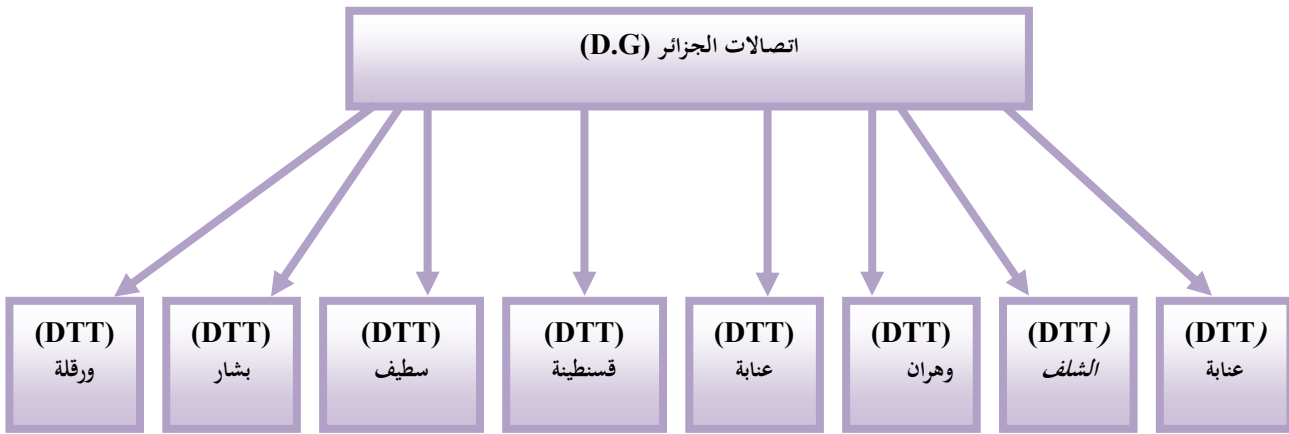 اتصالات الجزائر (D.G)
(DTT)
عنابة
(DTT)
الشلف
(DTT)
وهران
(DTT)
عنابة
(DTT)
قسنطينة
(DTT)
سطيف
(DTT)
بشار
(DTT)
ورقلة